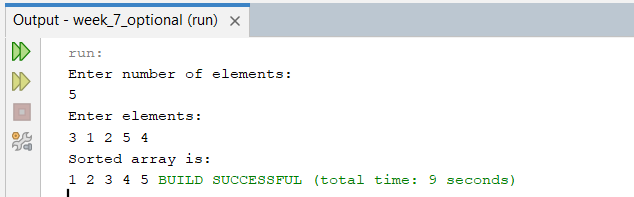 Output - week_7_optional (run) ×
run:
Enter number of elements:
5
Enter elements:
3 1 2 5 4
Sorted array is:
1 2 3 4 5 BUILD SUCCESSFUL (total time: 9 seconds)